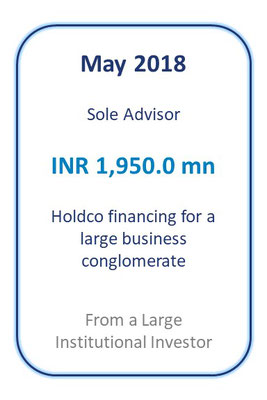 May 2018
Sole Advisor
INR 1,950.0 mn
Holdco financing for a
large business
conglomerate
From a Large
Institutional Investor